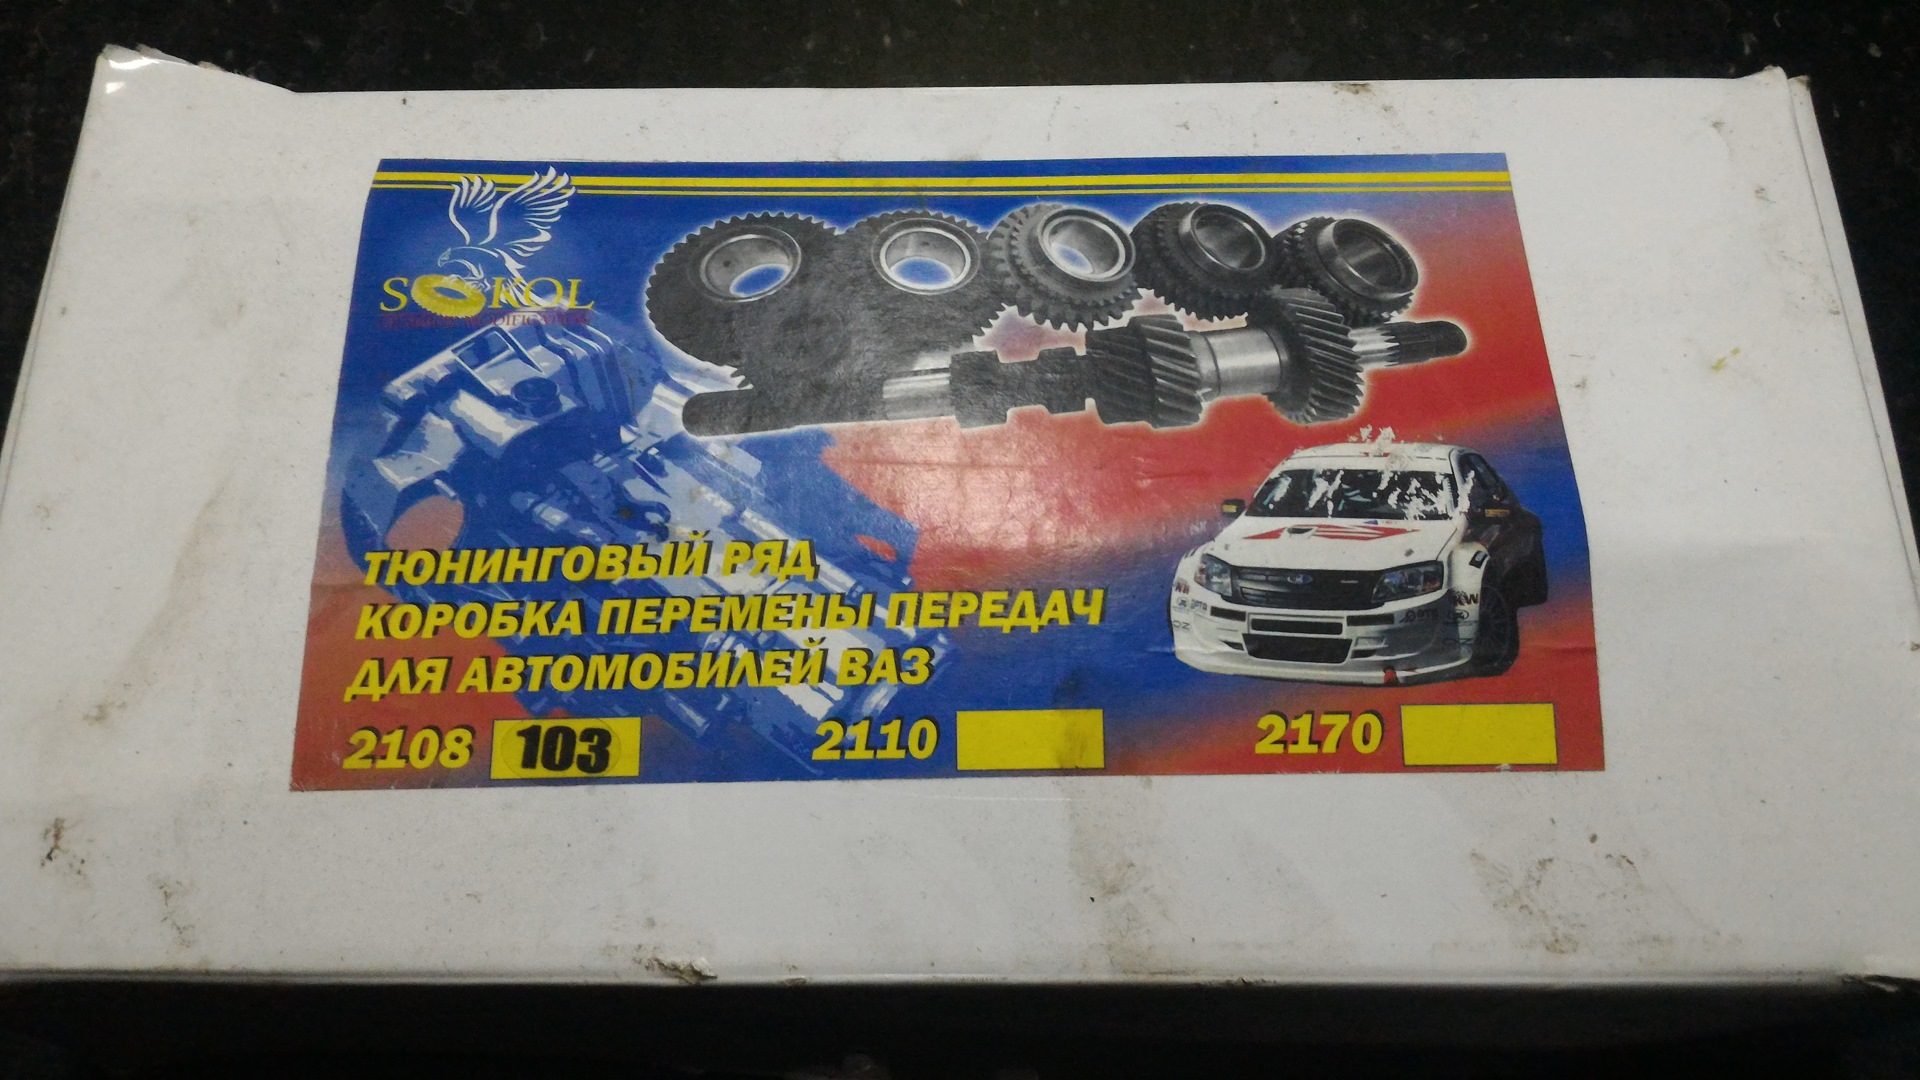 SOKOL
ТЮНИНГОВЫЙ РЯД
КОРОБКА ПЕРЕМЕНЫ ПЕРЕДАЧ
ДЛЯ АВТОМОБИЛЕЙ ВАЗ
2108 103 2110 2170